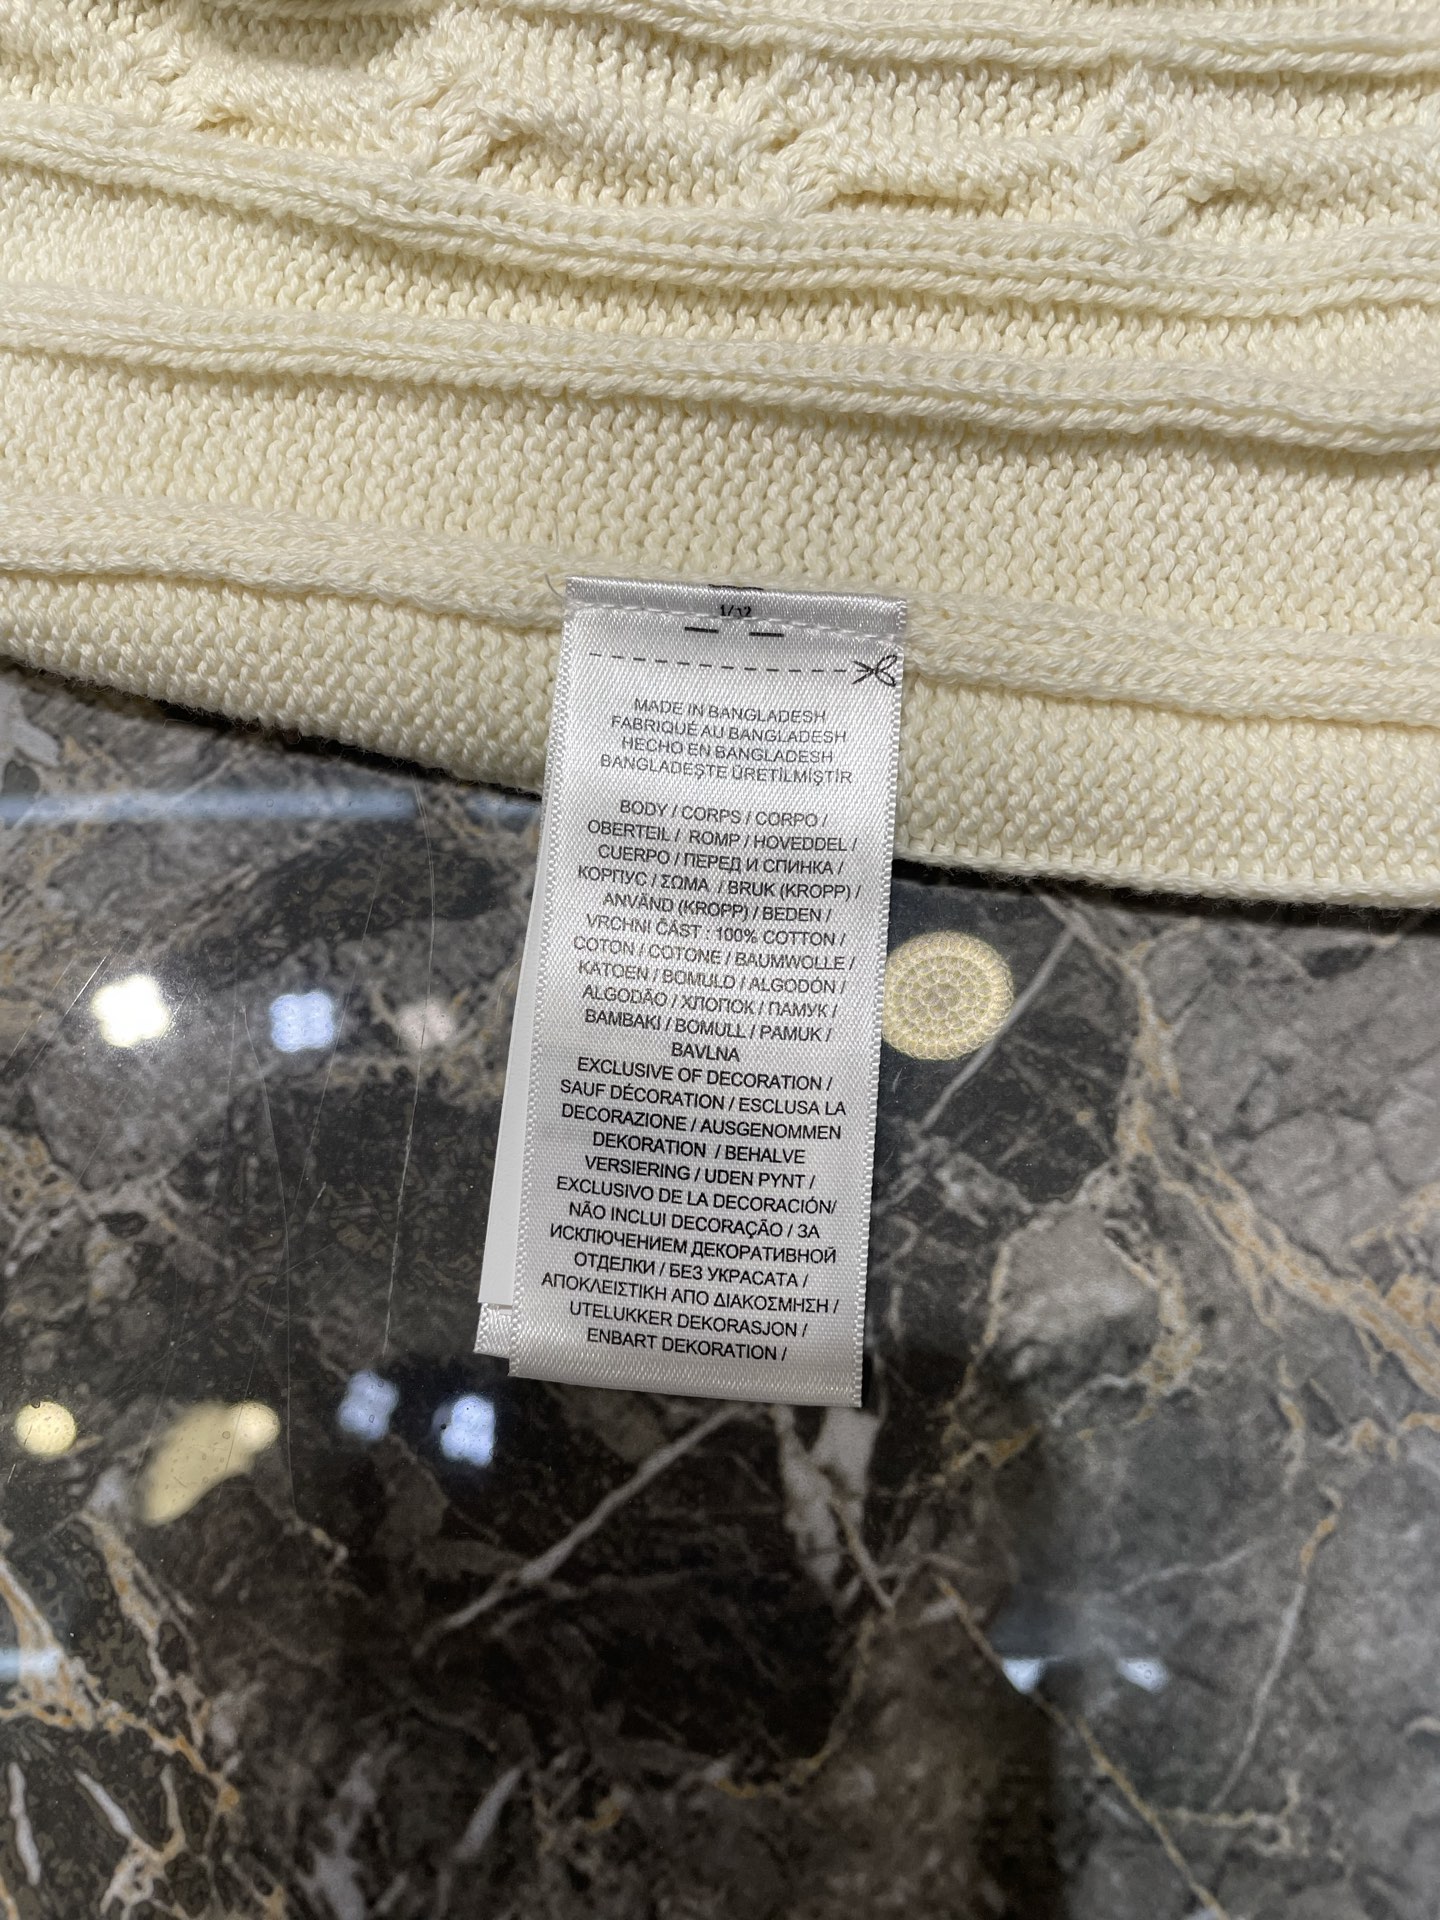 1/12
MADE IN BANGLADESH
FABRIQUÉ AU BANGLADESH
HECHO EN BANGLADESH
BANGLADEŞTE ÜRETİLMİŞTİR
BODY / CORPS / CORPO /
OBERTEIL / ROMP / HOVEDDEL /
CUERPO / ПЕРЕД И СПИНКА /
КОРПУС / ΣΩΜΑ / BRUK (KROPP) /
ANVÄND (KROPP) / BEDEN /
VRCHNÍ ČÁST : 100% COTTON /
COTON / COTONE / BAUMWOLLE /
KATOEN / BOMULD / ALGODÓN /
ALGODÃO / ХЛОПОК / ПАМУК /
BAMBAKI / BOMULL / PAMUK /
BAVLNA
EXCLUSIVE OF DECORATION /
SAUF DÉCORATION / ESCLUSA LA
DECORAZIONE / AUSGENOMMEN
DEKORATION / BEHALVE
VERSIERING / UDEN PYNT /
EXCLUSIVO DE LA DECORACIÓN/
NÃO INCLUI DECORAÇÃO / ЗА
ИСКЛЮЧЕНИЕМ ДЕКОРАТИВНОЙ
ОТДЕЛКИ / БЕЗ УКРАСАТА /
ΑΠΟΚΛΕΙΣΤΙΚΗ ΑΠΟ ΔΙΑΚΟΣΜΗΣΗ /
UTELUKKER DEKORASJON /
ENBART DEKORATION /